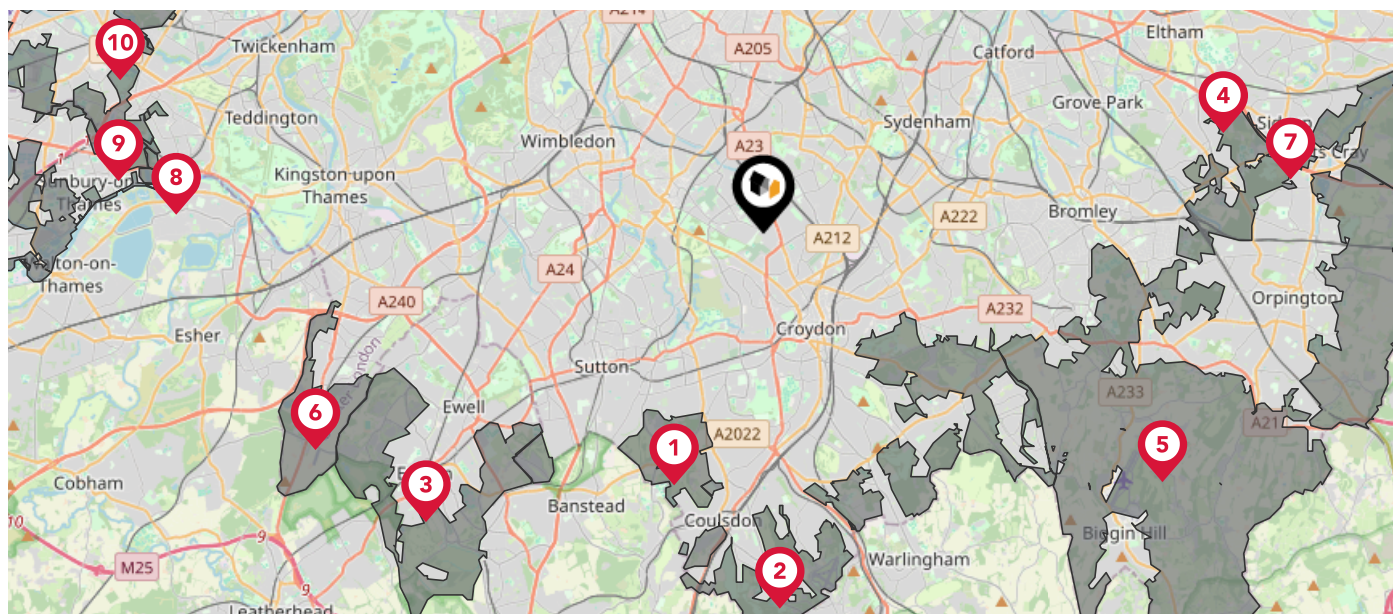 A214
Eltham
10
Twickenham
A205
Catford
4
Grove Park
Teddington
Sydenham
Wimbledon
A23
9
7
8
Kingston upon
Thames
Thames
Bromley
A222
A212
A24
Walton-on-
Thames
A240
A232
Orpington
Esher
Croydon
Sutton
A233
6
Ewell
1
A2022
A21
5
3
Cobham
Banstead
10
Coulsdon
9
Biggin Hill
M25
2
Warlingham
9
Leatherhead